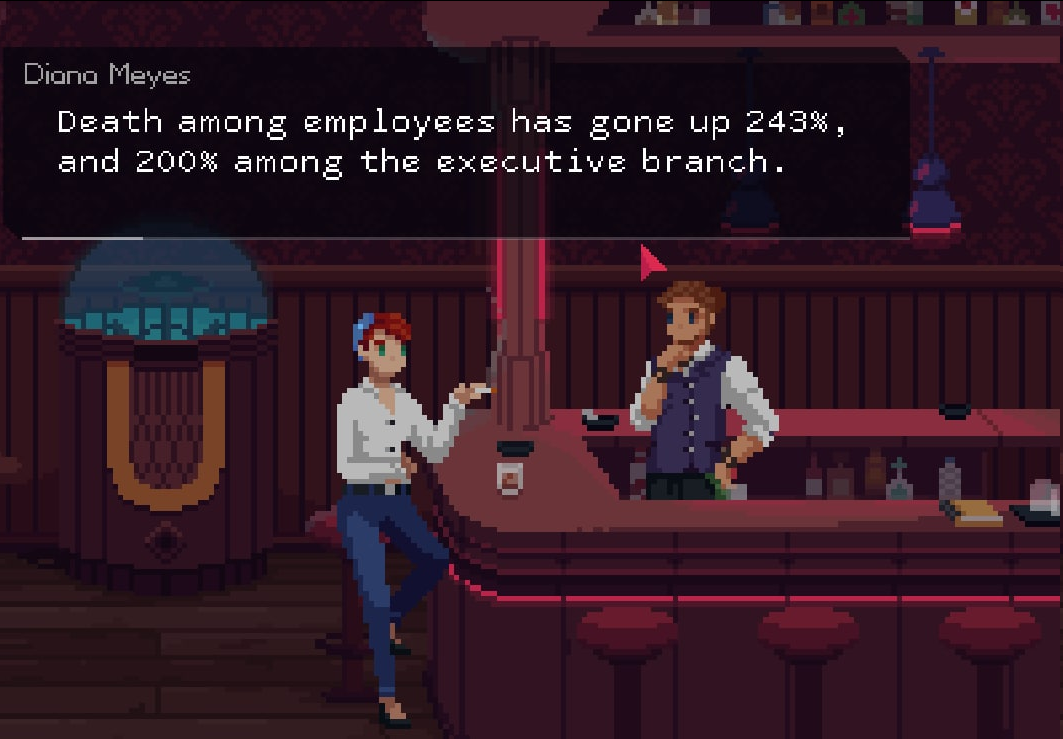 Diana Meyes
Death among employees has gone up 243%,
and 200% among the executive branch.